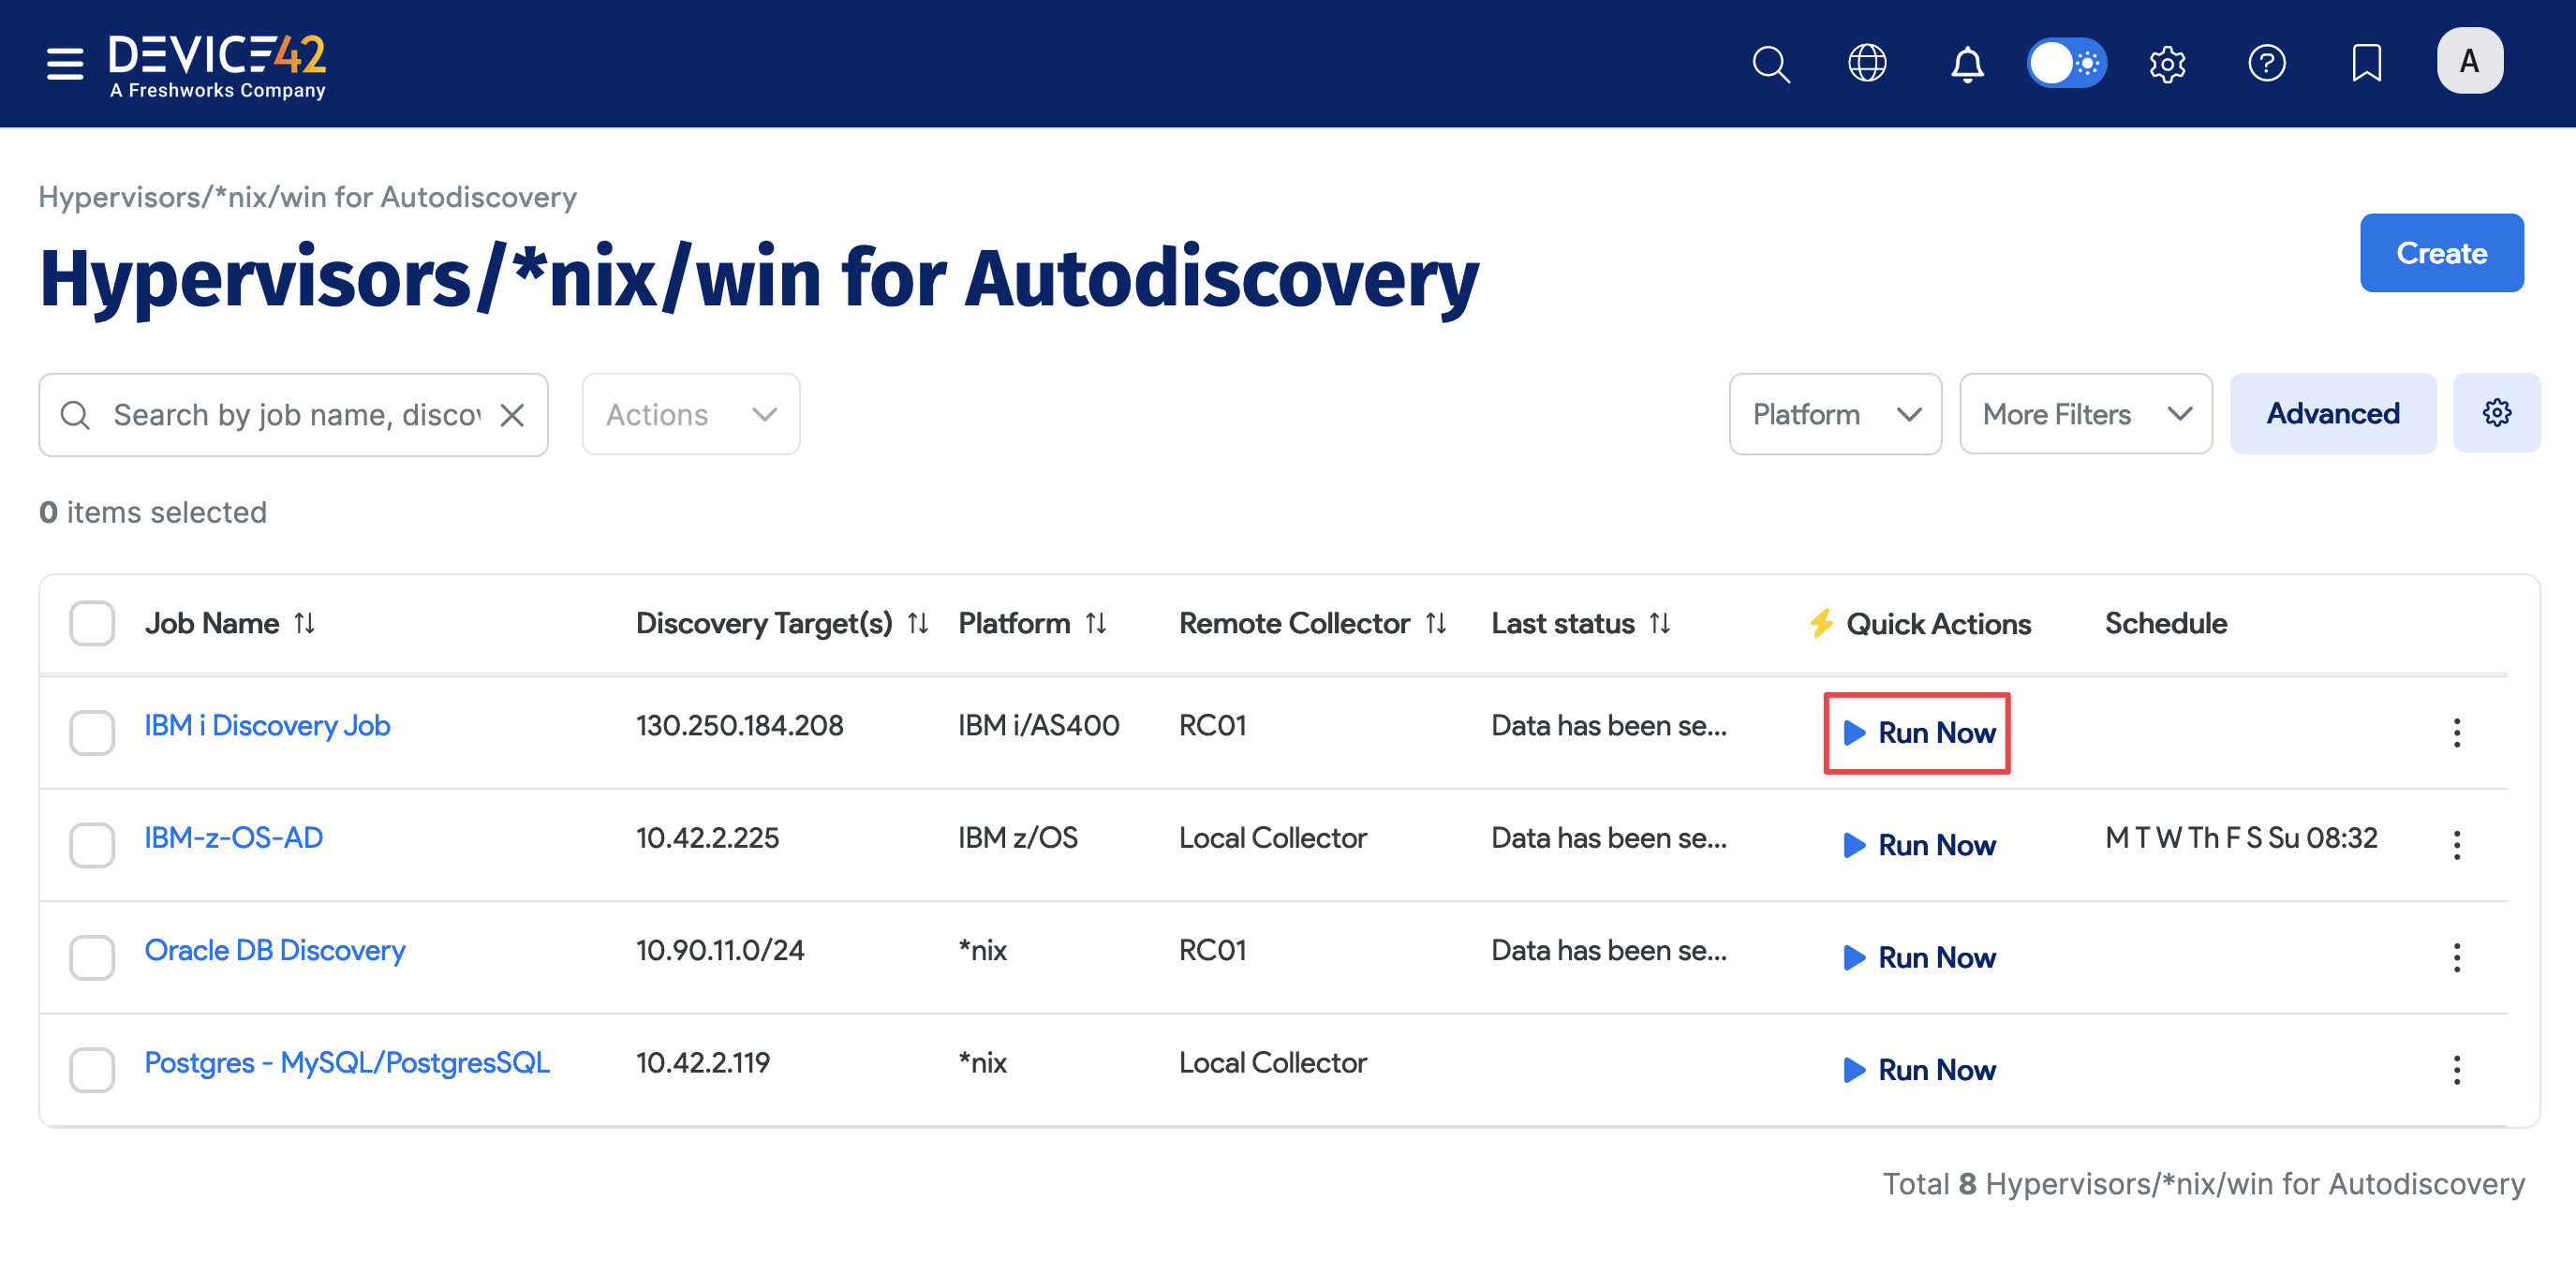 DEVICE42
A Freshworks Company
A
Hypervisors/*nix/win for Autodiscovery
Hypervisors/*nix/win for Autodiscovery
Create
Search by job name, discov
Actions
Platform
More Filters
Advanced
0 items selected
Job Name Discovery Target(s) Platform Remote Collector Last status Quick Actions Schedule
IBM i Discovery Job 130.250.184.208 IBM i/AS400 RC01 Data has been se... Run Now
IBM-z-OS-AD 10.42.2.225 IBM z/OS Local Collector Data has been se... Run Now M T W Th F S Su 08:32
Oracle DB Discovery 10.90.11.0/24 *nix RC01 Data has been se... Run Now
Postgres - MySQL/PostgresSQL 10.42.2.119 *nix Local Collector Run Now
Total 8 Hypervisors/*nix/win for Autodiscovery